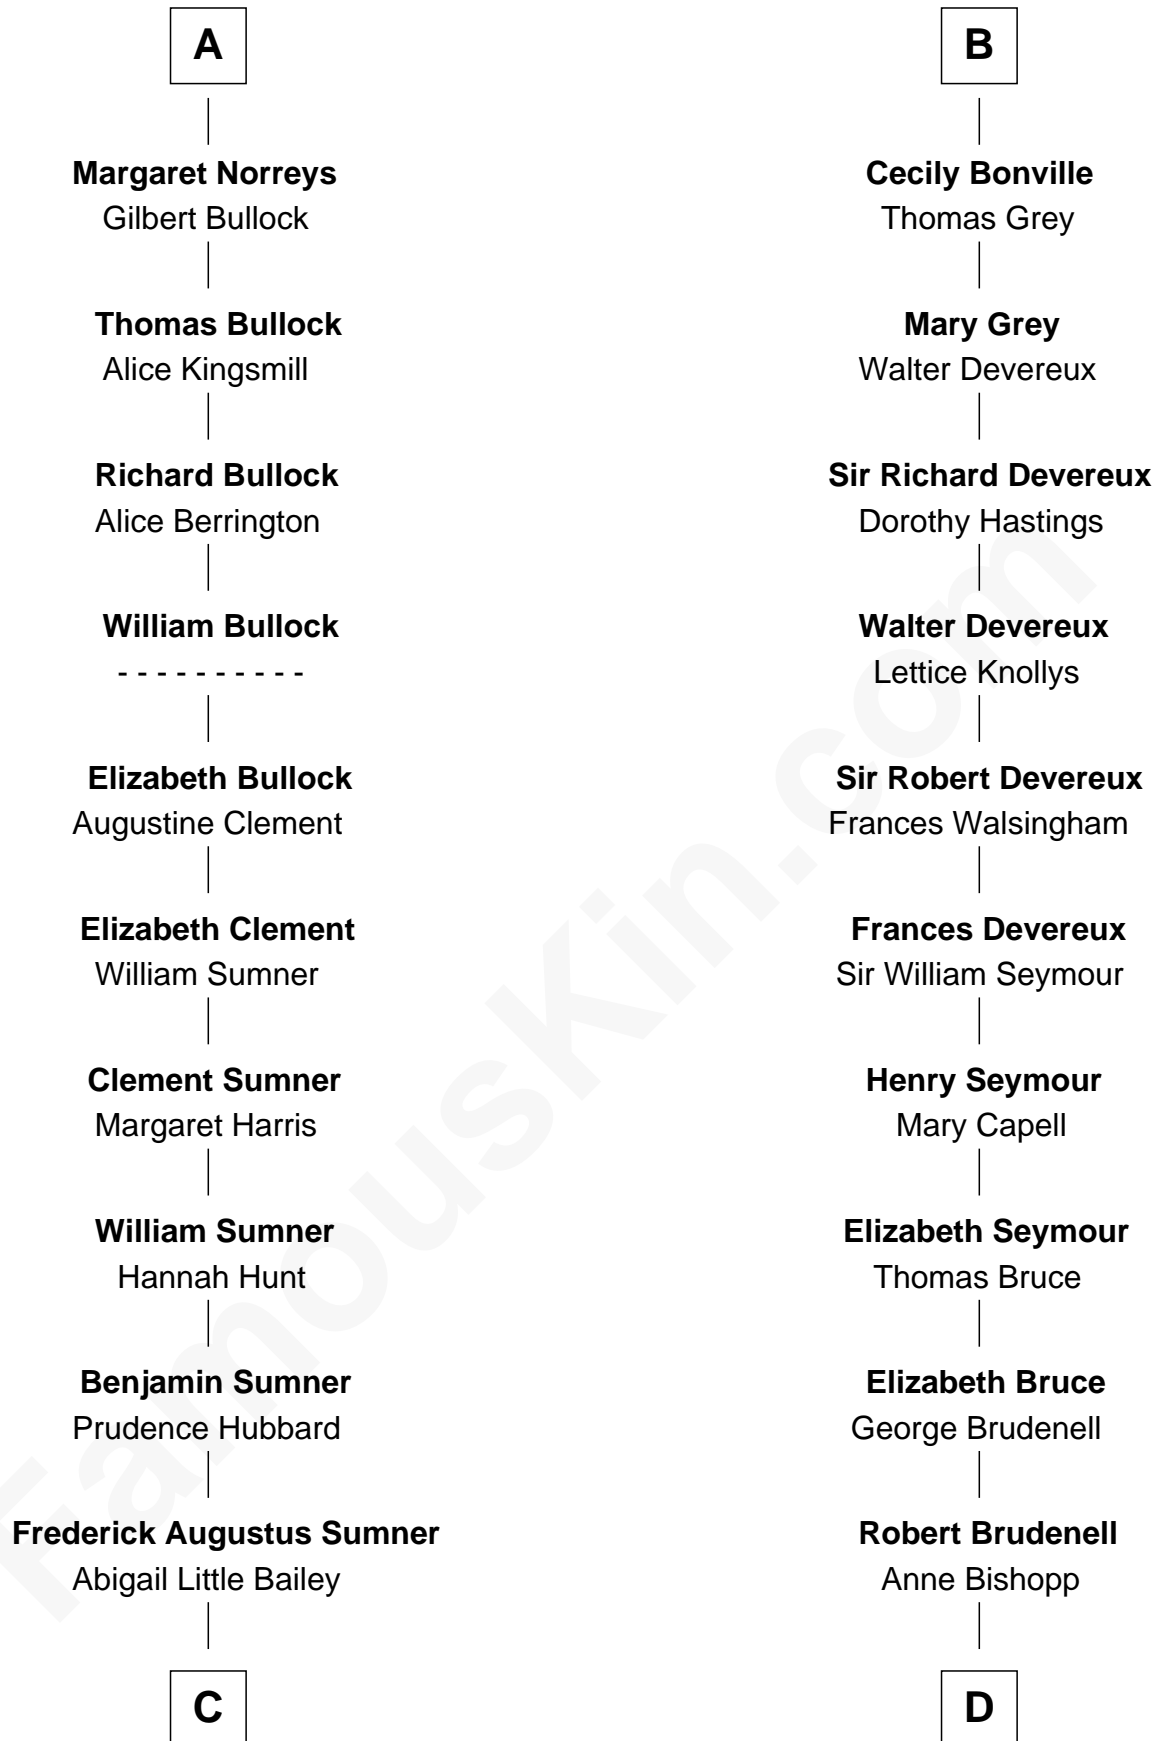 A
Margaret Norreys
Gilbert Bullock
Thomas Bullock
Alice Kingsmill
Richard Bullock
Alice Berrington
William Bullock
- - - - - - - - - -
Elizabeth Bullock
Augustine Clement
Elizabeth Clement
William Sumner
Clement Sumner
Margaret Harris
William Sumner
Hannah Hunt
Benjamin Sumner
Prudence Hubbard
Frederick Augustus Sumner
Abigail Little Bailey
C
B
Cecily Bonville
Thomas Grey
Mary Grey
Walter Devereux
Sir Richard Devereux
Dorothy Hastings
Walter Devereux
Lettice Knollys
Sir Robert Devereux
Frances Walsingham
Frances Devereux
Sir William Seymour
Henry Seymour
Mary Capell
Elizabeth Seymour
Thomas Bruce
Elizabeth Bruce
George Brudenell
Robert Brudenell
Anne Bishopp
D
FamousKin.com